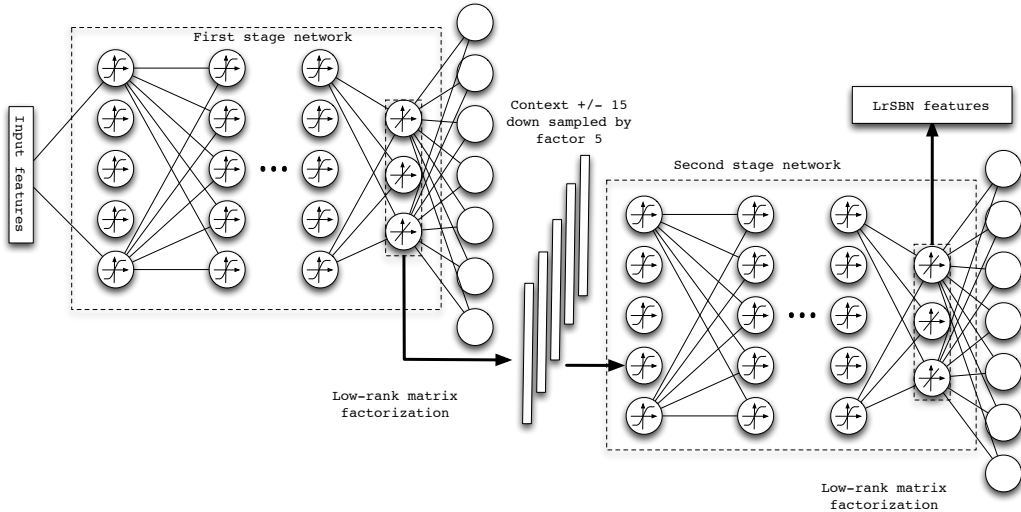 First stage network
Input features
Context +/- 15
down sampled by
factor 5
LrSBN features
Second stage network
Low-rank matrix
factorization
Low-rank matrix
factorization